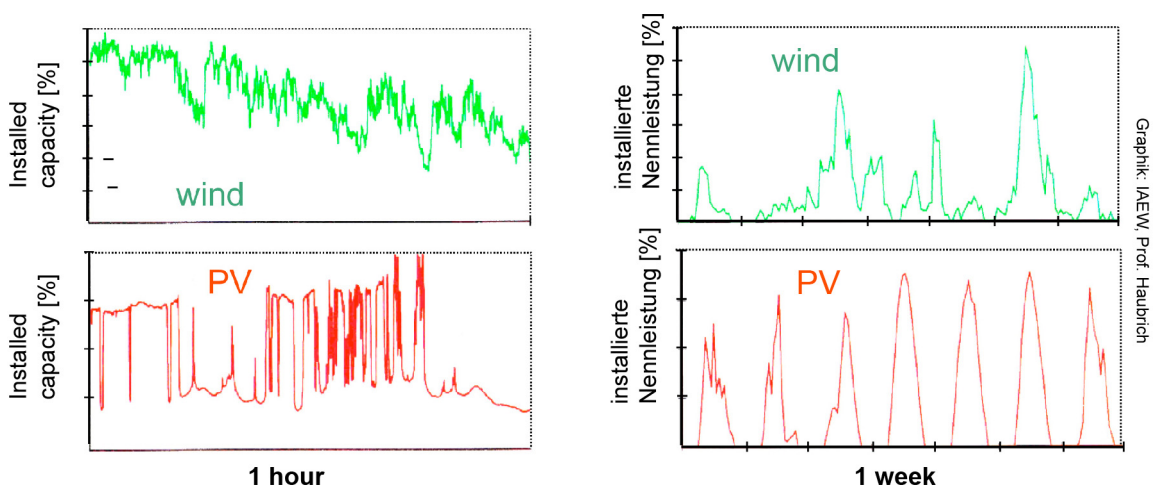 Installed
capacity [%]
wind
installierte
Nennleistung [%]
wind
Installed
capacity [%]
PV
installierte
Nennleistung [%]
PV
1 hour
1 week
Graphik: IAEW, Prof. Haubrich